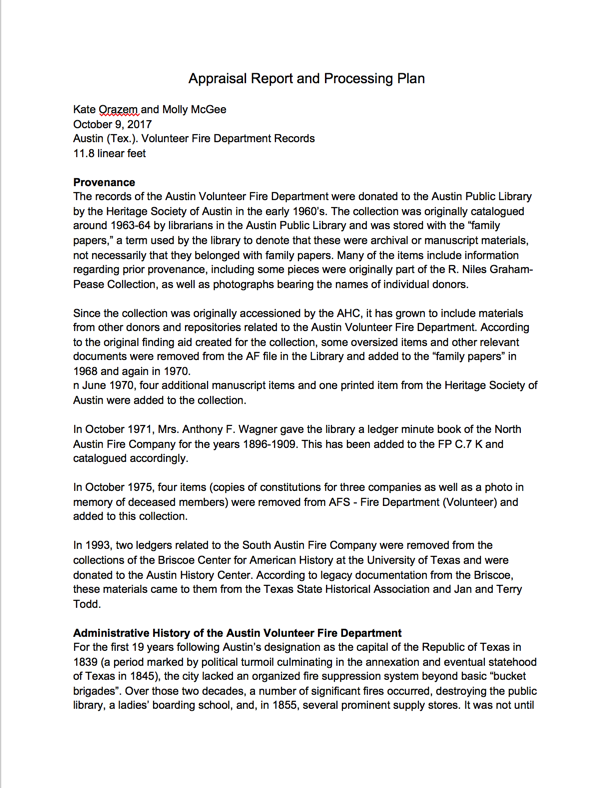 Appraisal Report and Processing Plan
Kate Orazem and Molly McGee
October 9, 2017
Austin (Tex.). Volunteer Fire Department Records
11.8 linear feet
Provenance
The records of the Austin Volunteer Fire Department were donated to the Austin Public Library
by the Heritage Society of Austin in the early 1960's. The collection was originally catalogued
around 1963-64 by librarians in the Austin Public Library and was stored with the "family
papers," a term used by the library to denote that these were archival or manuscript materials,
not necessarily that they belonged with family papers. Many of the items include information
regarding prior provenance, including some pieces were originally part of the R. Niles Graham-
Pease Collection, as well as photographs bearing the names of individual donors.
Since the collection was originally accessioned by the AHC, it has grown to include materials
from other donors and repositories related to the Austin Volunteer Fire Department. According
to the original finding aid created for the collection, some oversized items and other relevant
documents were removed from the AF file in the Library and added to the "family papers" in
1968 and again in 1970.
n June 1970, four additional manuscript items and one printed item from the Heritage Society of
Austin were added to the collection.
In October 1971, Mrs. Anthony F. Wagner gave the library a ledger minute book of the North
Austin Fire Company for the years 1896-1909. This has been added to the FP C.7 K and
catalogued accordingly.
In October 1975, four items (copies of constitutions for three companies as well as a photo in
memory of deceased members) were removed from AFS - Fire Department (Volunteer) and
added to this collection.
In 1993, two ledgers related to the South Austin Fire Company were removed from the
collections of the Briscoe Center for American History at the University of Texas and were
donated to the Austin History Center. According to legacy documentation from the Briscoe,
these materials came to them from the Texas State Historical Association and Jan and Terry
Todd.
Administrative History of the Austin Volunteer Fire Department
For the first 19 years following Austin's designation as the capital of the Republic of Texas in
1839 (a period marked by political turmoil culminating in the annexation and eventual statehood
of Texas in 1845), the city lacked an organized fire suppression system beyond basic "bucket
brigades". Over those two decades, a number of significant fires occurred, destroying the public
library, a ladies' boarding school, and, in 1855, several prominent supply stores. It was not until